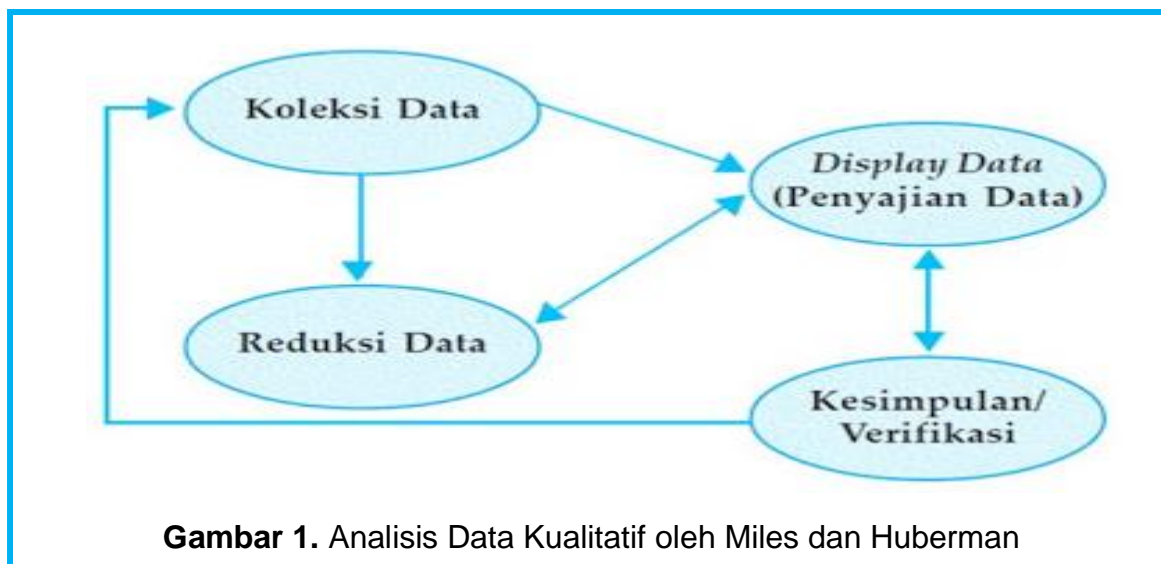 Koleksi Data
Display Data
(Penyajian Data)
Reduksi Data
Kesimpulan/
Verifikasi
Gambar 1. Analisis Data Kualitatif oleh Miles dan Huberman